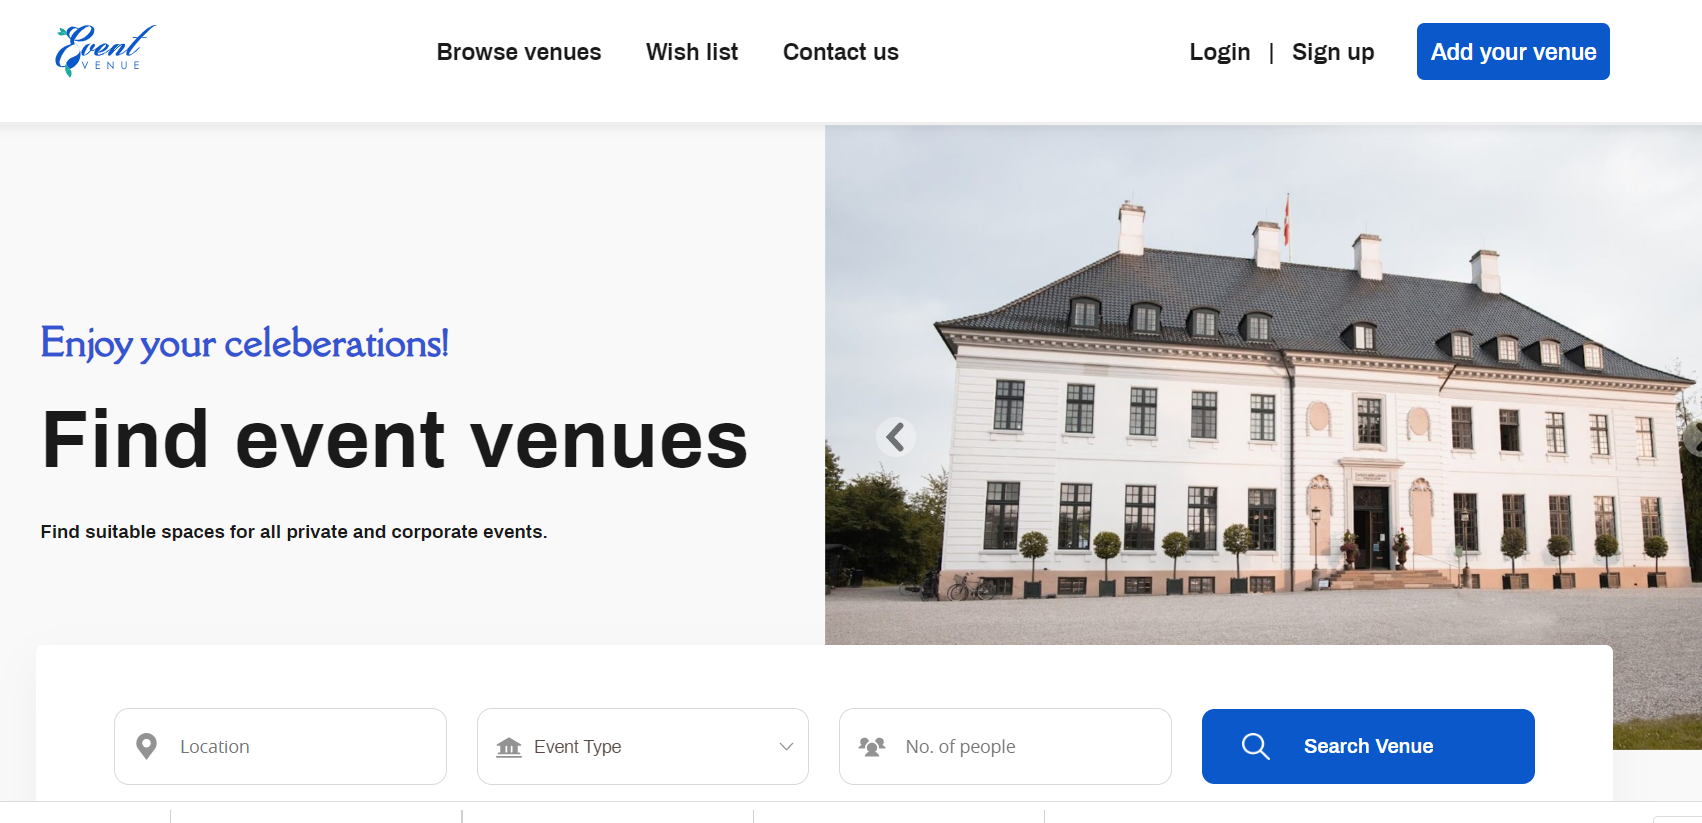 Event
VENUE
Browse venues
Wish list
Contact us
Login | Sign up
Add your venue
Enjoy your celeberations!
Find event venues
Find suitable spaces for all private and corporate events.
Location
Event Type
No. of people
Search Venue